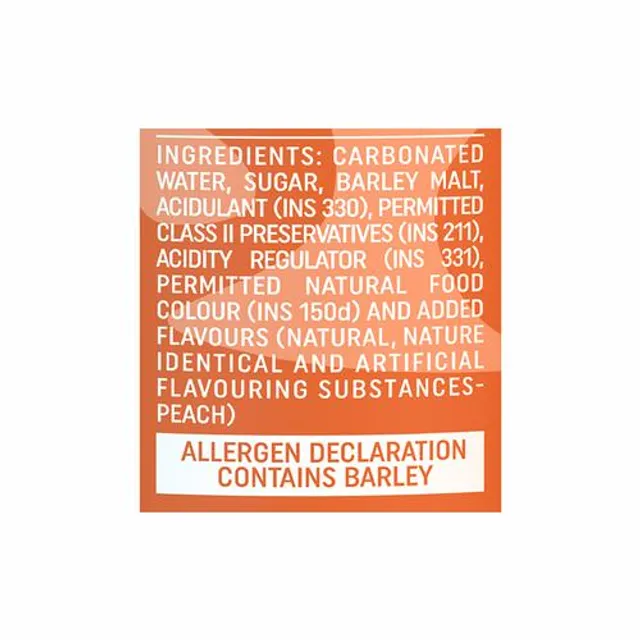 INGREDIENTS: CARBONATED
WATER, SUGAR, BARLEY MALT,
ACIDULANT (INS 330), PERMITTED
CLASS II PRESERVATIVES (INS 211),
ACIDITY REGULATOR (INS 331),
PERMITTED NATURAL FOOD
COLOUR (INS 150d) AND ADDED
FLAVOURS (NATURAL, NATURE
IDENTICAL AND ARTIFICIAL
FLAVOURING SUBSTANCES-
PEACH)
ALLERGEN DECLARATION
CONTAINS BARLEY